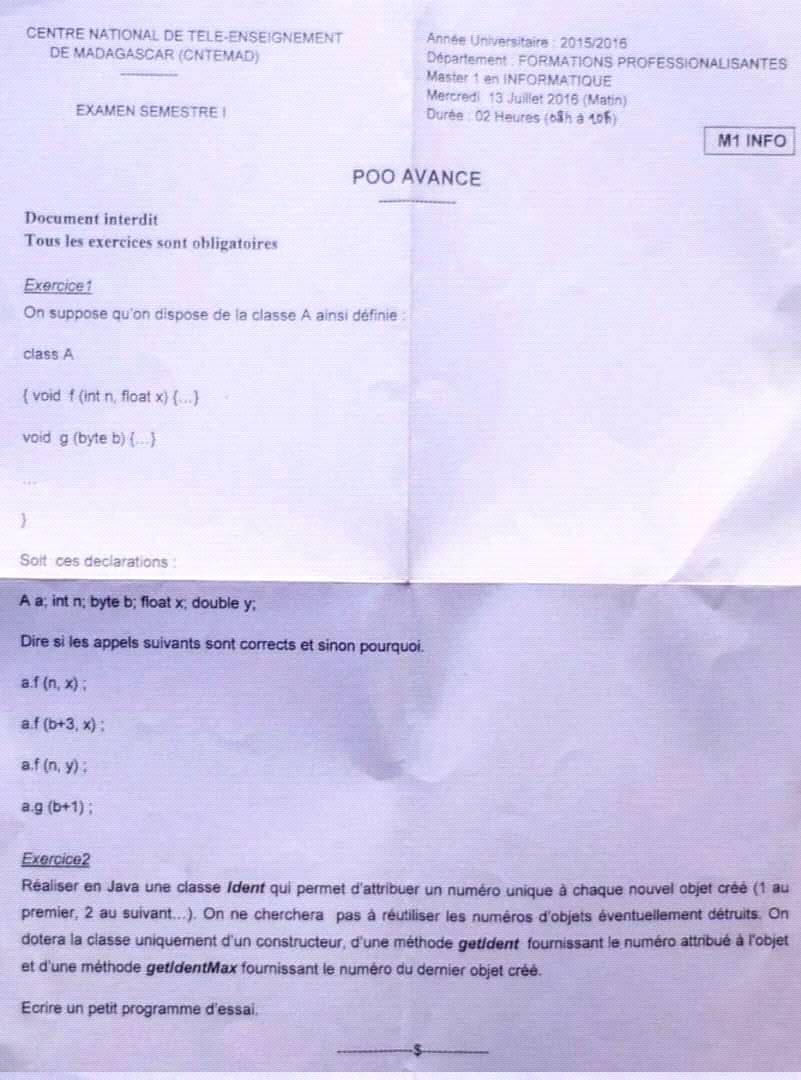 CENTRE NATIONAL DE TELE-ENSEIGNEMENT
DE MADAGASCAR (CNTEMAD)
EXAMEN SEMESTRE I
Année Universitaire : 2015/2016
Département : FORMATIONS PROFESSIONALISANTES
Master 1 en INFORMATIQUE
Mercredi 13 Juillet 2016 (Matin)
Durée : 02 Heures (08h à 10h)
M1 INFO
POO AVANCE
Document interdit
Tous les exercices sont obligatoires
Exercice1
On suppose qu'on dispose de la classe A ainsi définie :
class A
{ void f (int n, float x) {...}
void g (byte b) {...}
...
}
Soit ces declarations :
A a; int n; byte b; float x; double y;
Dire si les appels suivants sont corrects et sinon pourquoi.
a.f (n, x) ;
a.f (b+3, x) ;
a.f (n, y) ;
a.g (b+1) ;
Exercice2
Réaliser en Java une classe Ident qui permet d'attribuer un numéro unique à chaque nouvel objet créé (1 au
premier, 2 au suivant...). On ne cherchera pas à réutiliser les numéros d'objets éventuellement détruits. On
dotera la classe uniquement d'un constructeur, d'une méthode getIdent fournissant le numéro attribué à l'objet
et d'une méthode getIdentMax fournissant le numéro du dernier objet créé.
Ecrire un petit programme d'essai.
-----------------$----------------